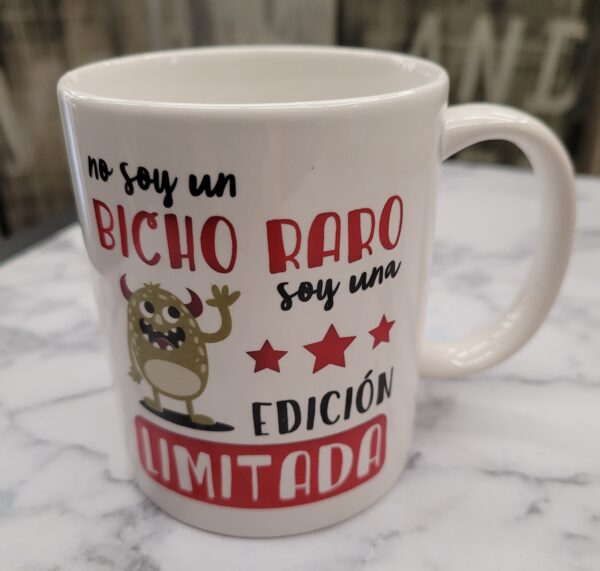 no soy un
BICHO RARO
soy una
EDICIÓN
LIMITADA